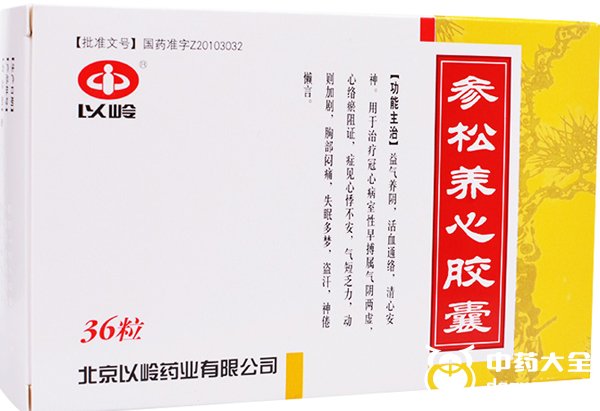 【批准文号】国药准字Z20103032
以岭
®
【功能主治】益气养阴，活血通络，清心安
神。用于治疗冠心病室性早搏属气阴两虚，
心络瘀阻证，症见心悸不安，气短乏力，动
则加剧，胸部闷痛，失眠多梦，盗汗，神倦
懒言。
参松养心胶囊
36粒
北京以岭药业有限公司
中药大全